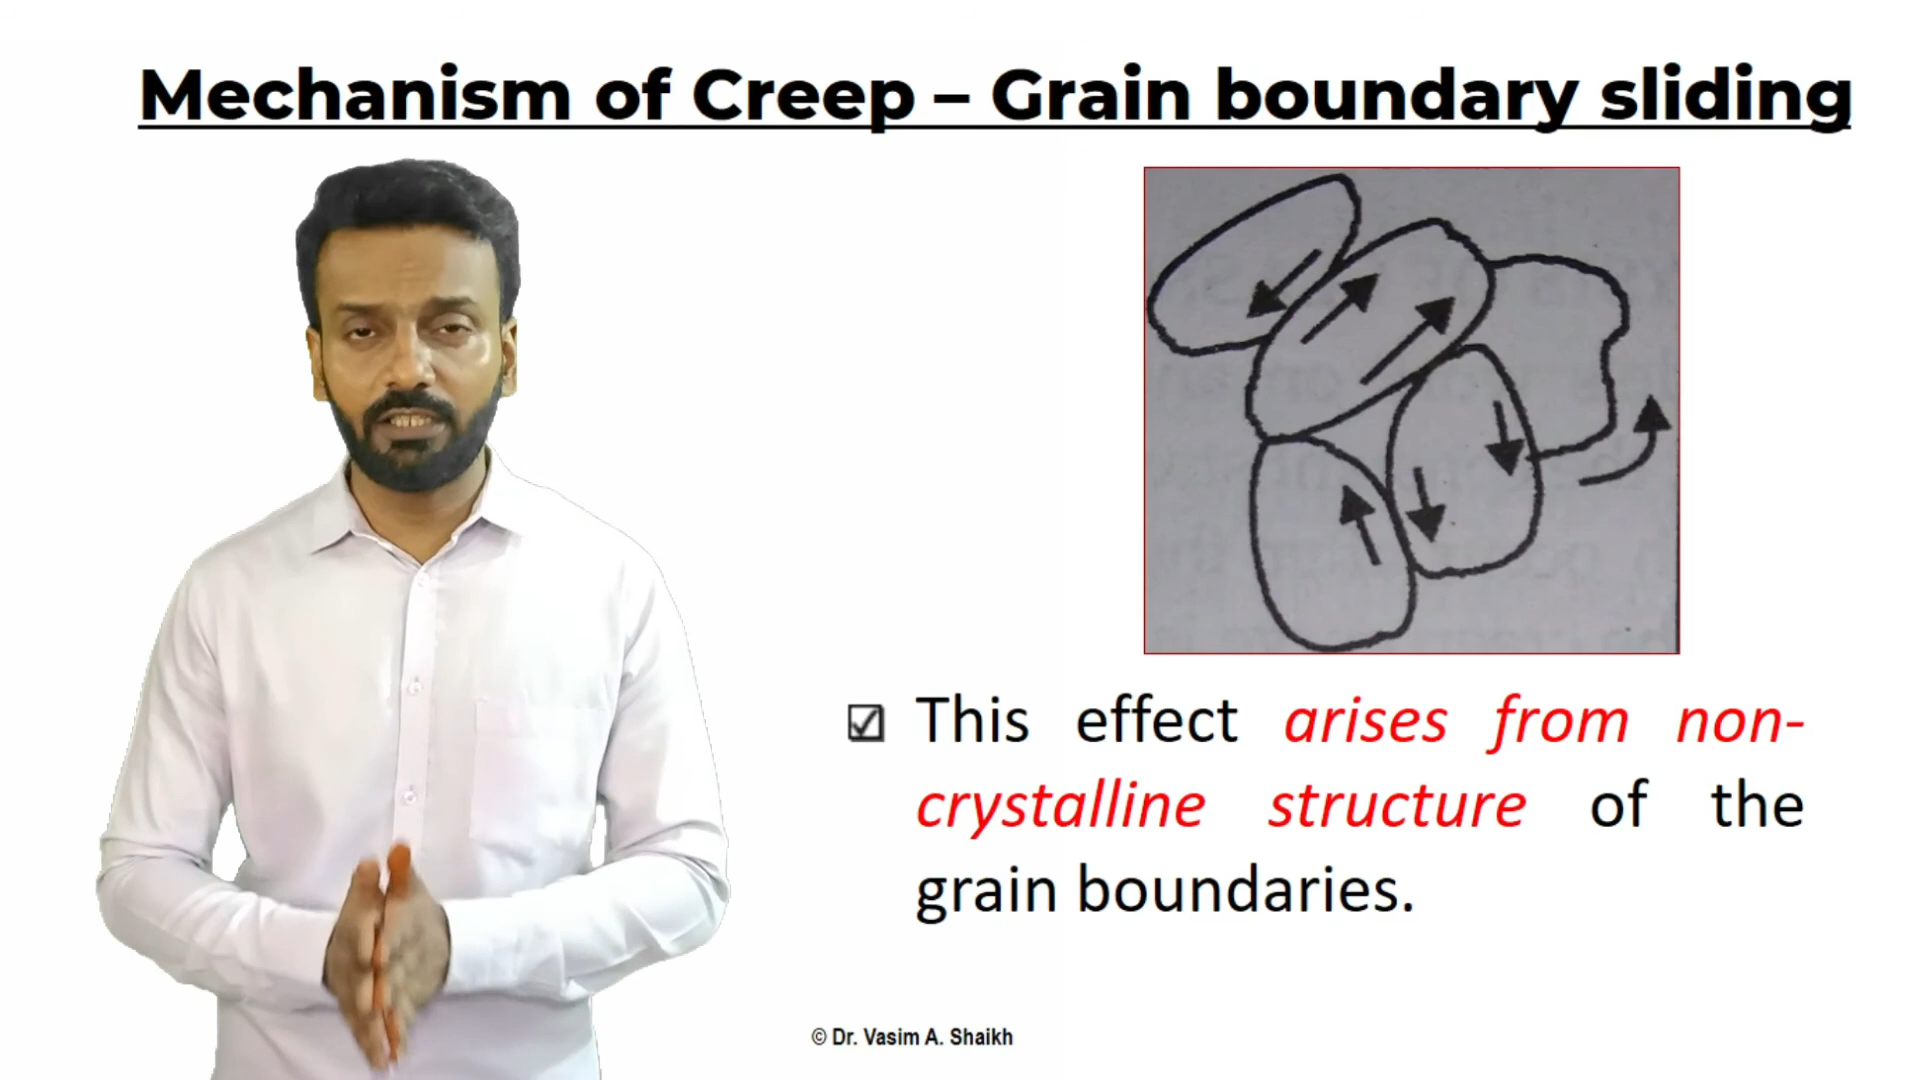 Mechanism of Creep – Grain boundary sliding
This effect arises from non-
crystalline structure of the
grain boundaries.
© Dr. Vasim A. Shaikh